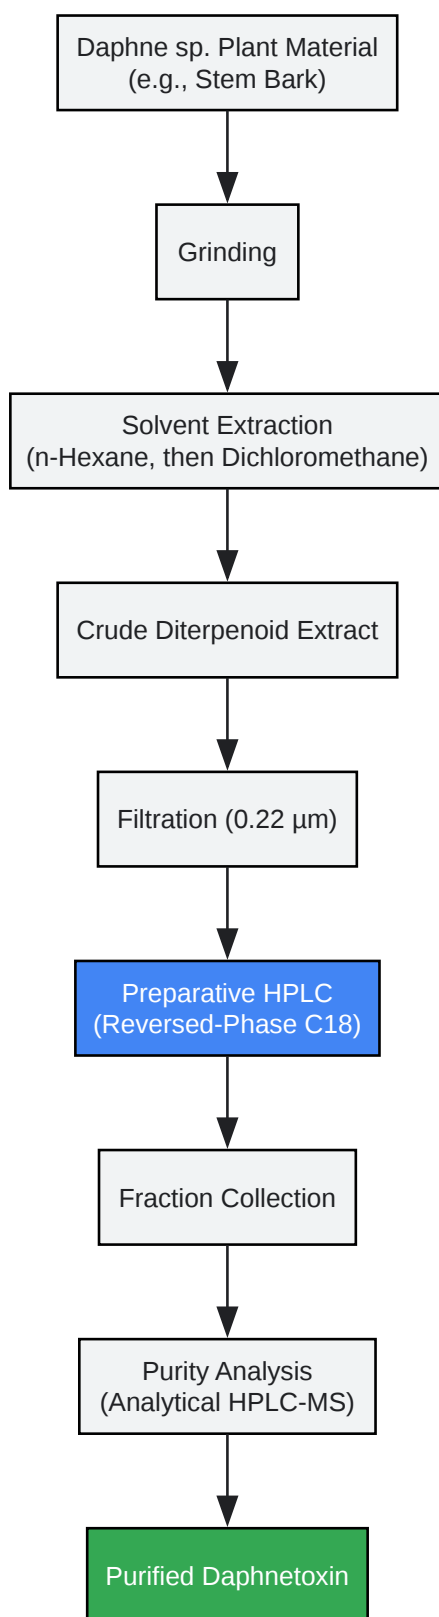 Daphne sp. Plant Material
(e.g., Stem Bark)
Grinding
Solvent Extraction
(n-Hexane, then Dichloromethane)
Crude Diterpenoid Extract
Filtration (0.22 µm)
Preparative HPLC
(Reversed-Phase C18)
Fraction Collection
Purity Analysis
(Analytical HPLC-MS)
Purified Daphnetoxin